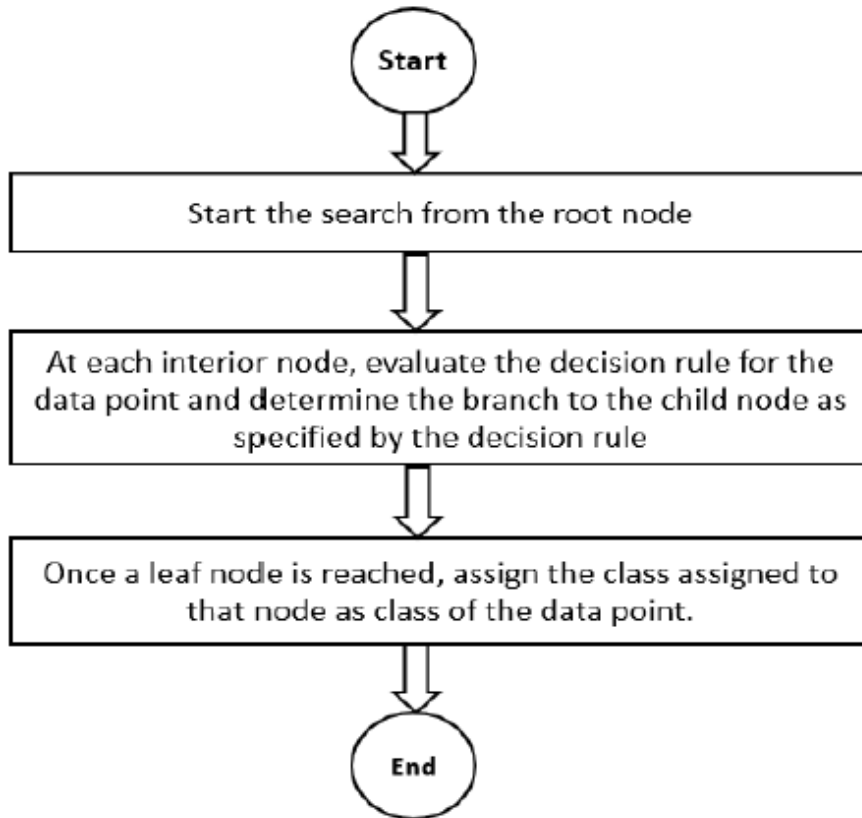 Start
Start the search from the root node
At each interior node, evaluate the decision rule for the
data point and determine the branch to the child node as
specified by the decision rule
Once a leaf node is reached, assign the class assigned to
that node as class of the data point.
End